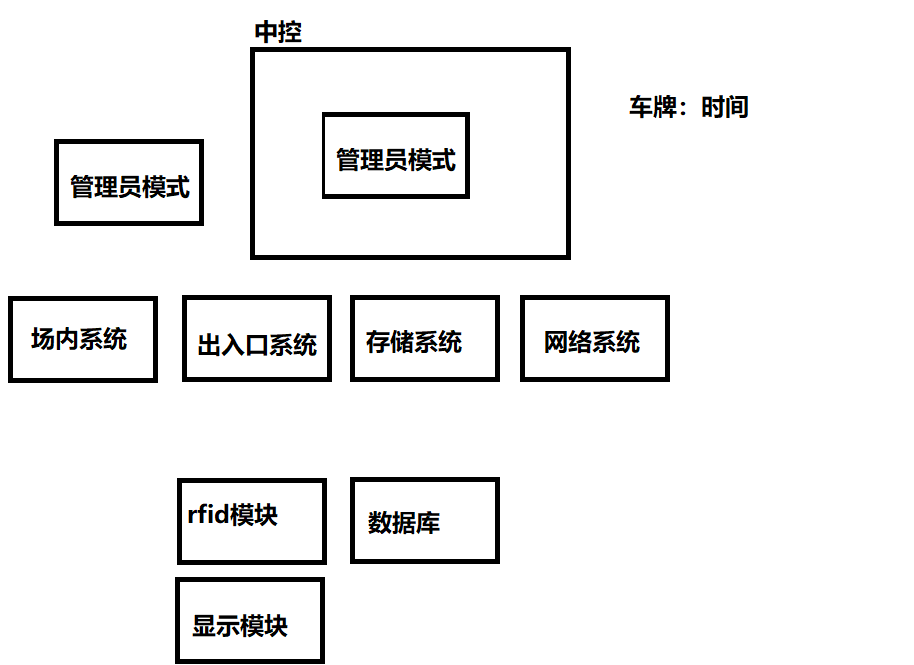 中控
车牌：时间
管理员模式
管理员模式
场内系统
出入口系统
存储系统
网络系统
rfid模块
数据库
显示模块